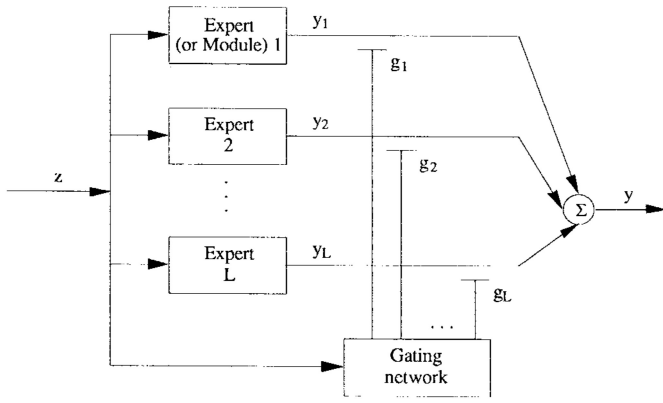 Expert
(or Module) 1
y1
g1
Expert
2
y2
g2
z
.
.
.
Σ
y
Expert
L
yL
gL
...
Gating
network